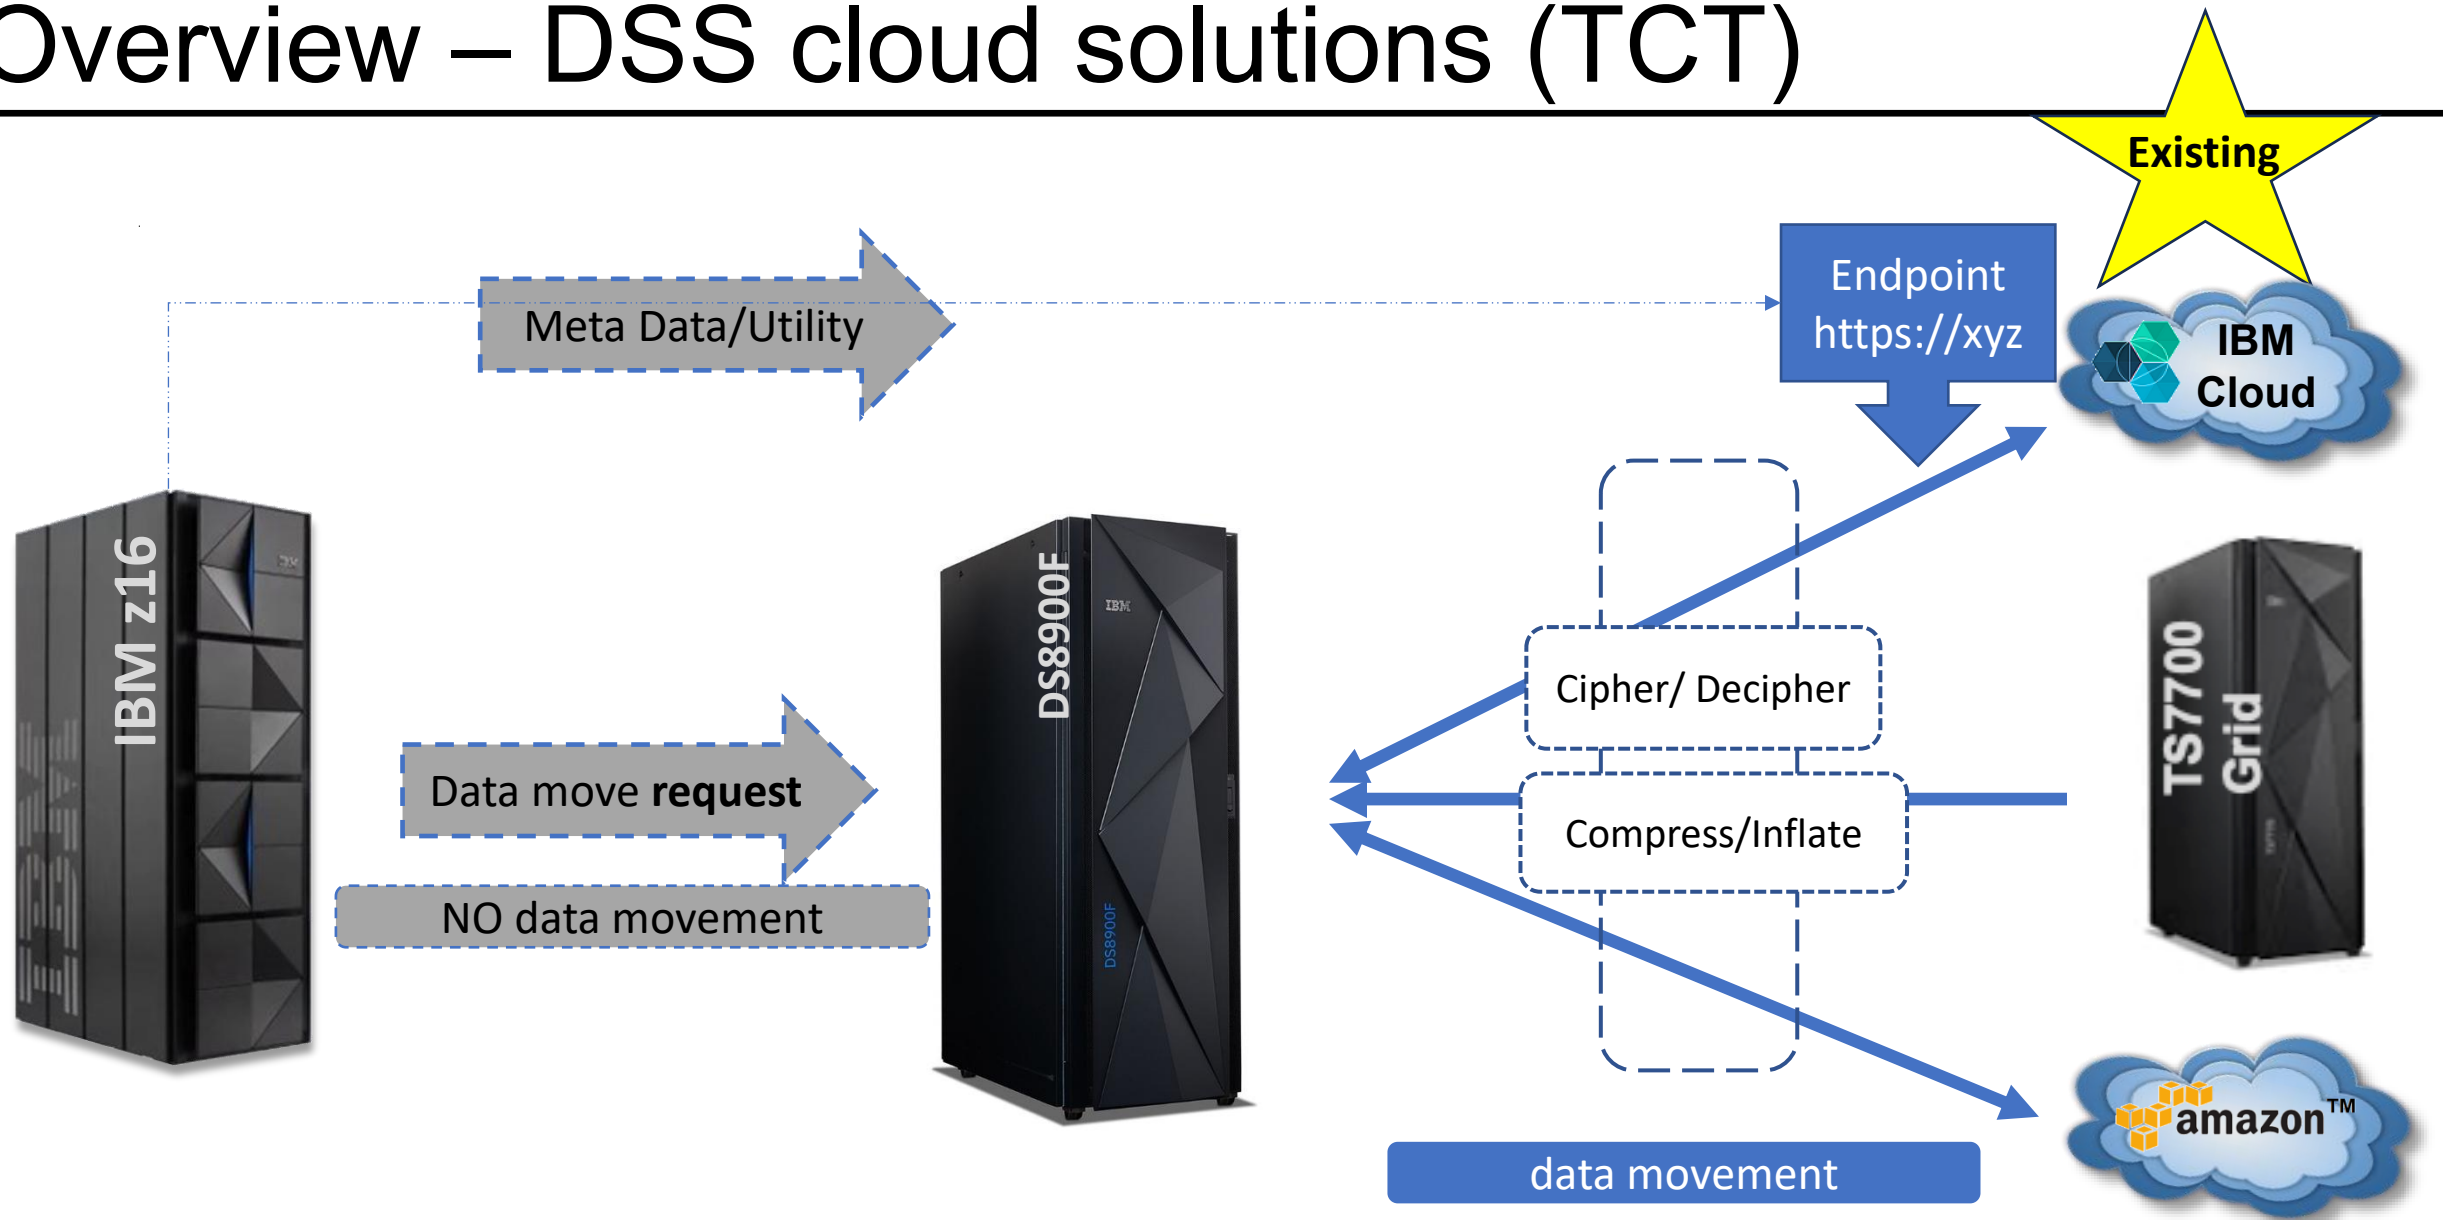 Overview – DSS cloud solutions (TCT)
Existing
Endpoint
https://xyz
Meta Data/Utility
IBM
Cloud
IBM z16
IBM
DS8900F
IBM
DS8900F
Cipher/ Decipher
TS7700
Grid
Data move request
Compress/Inflate
NO data movement
amazon™
data movement